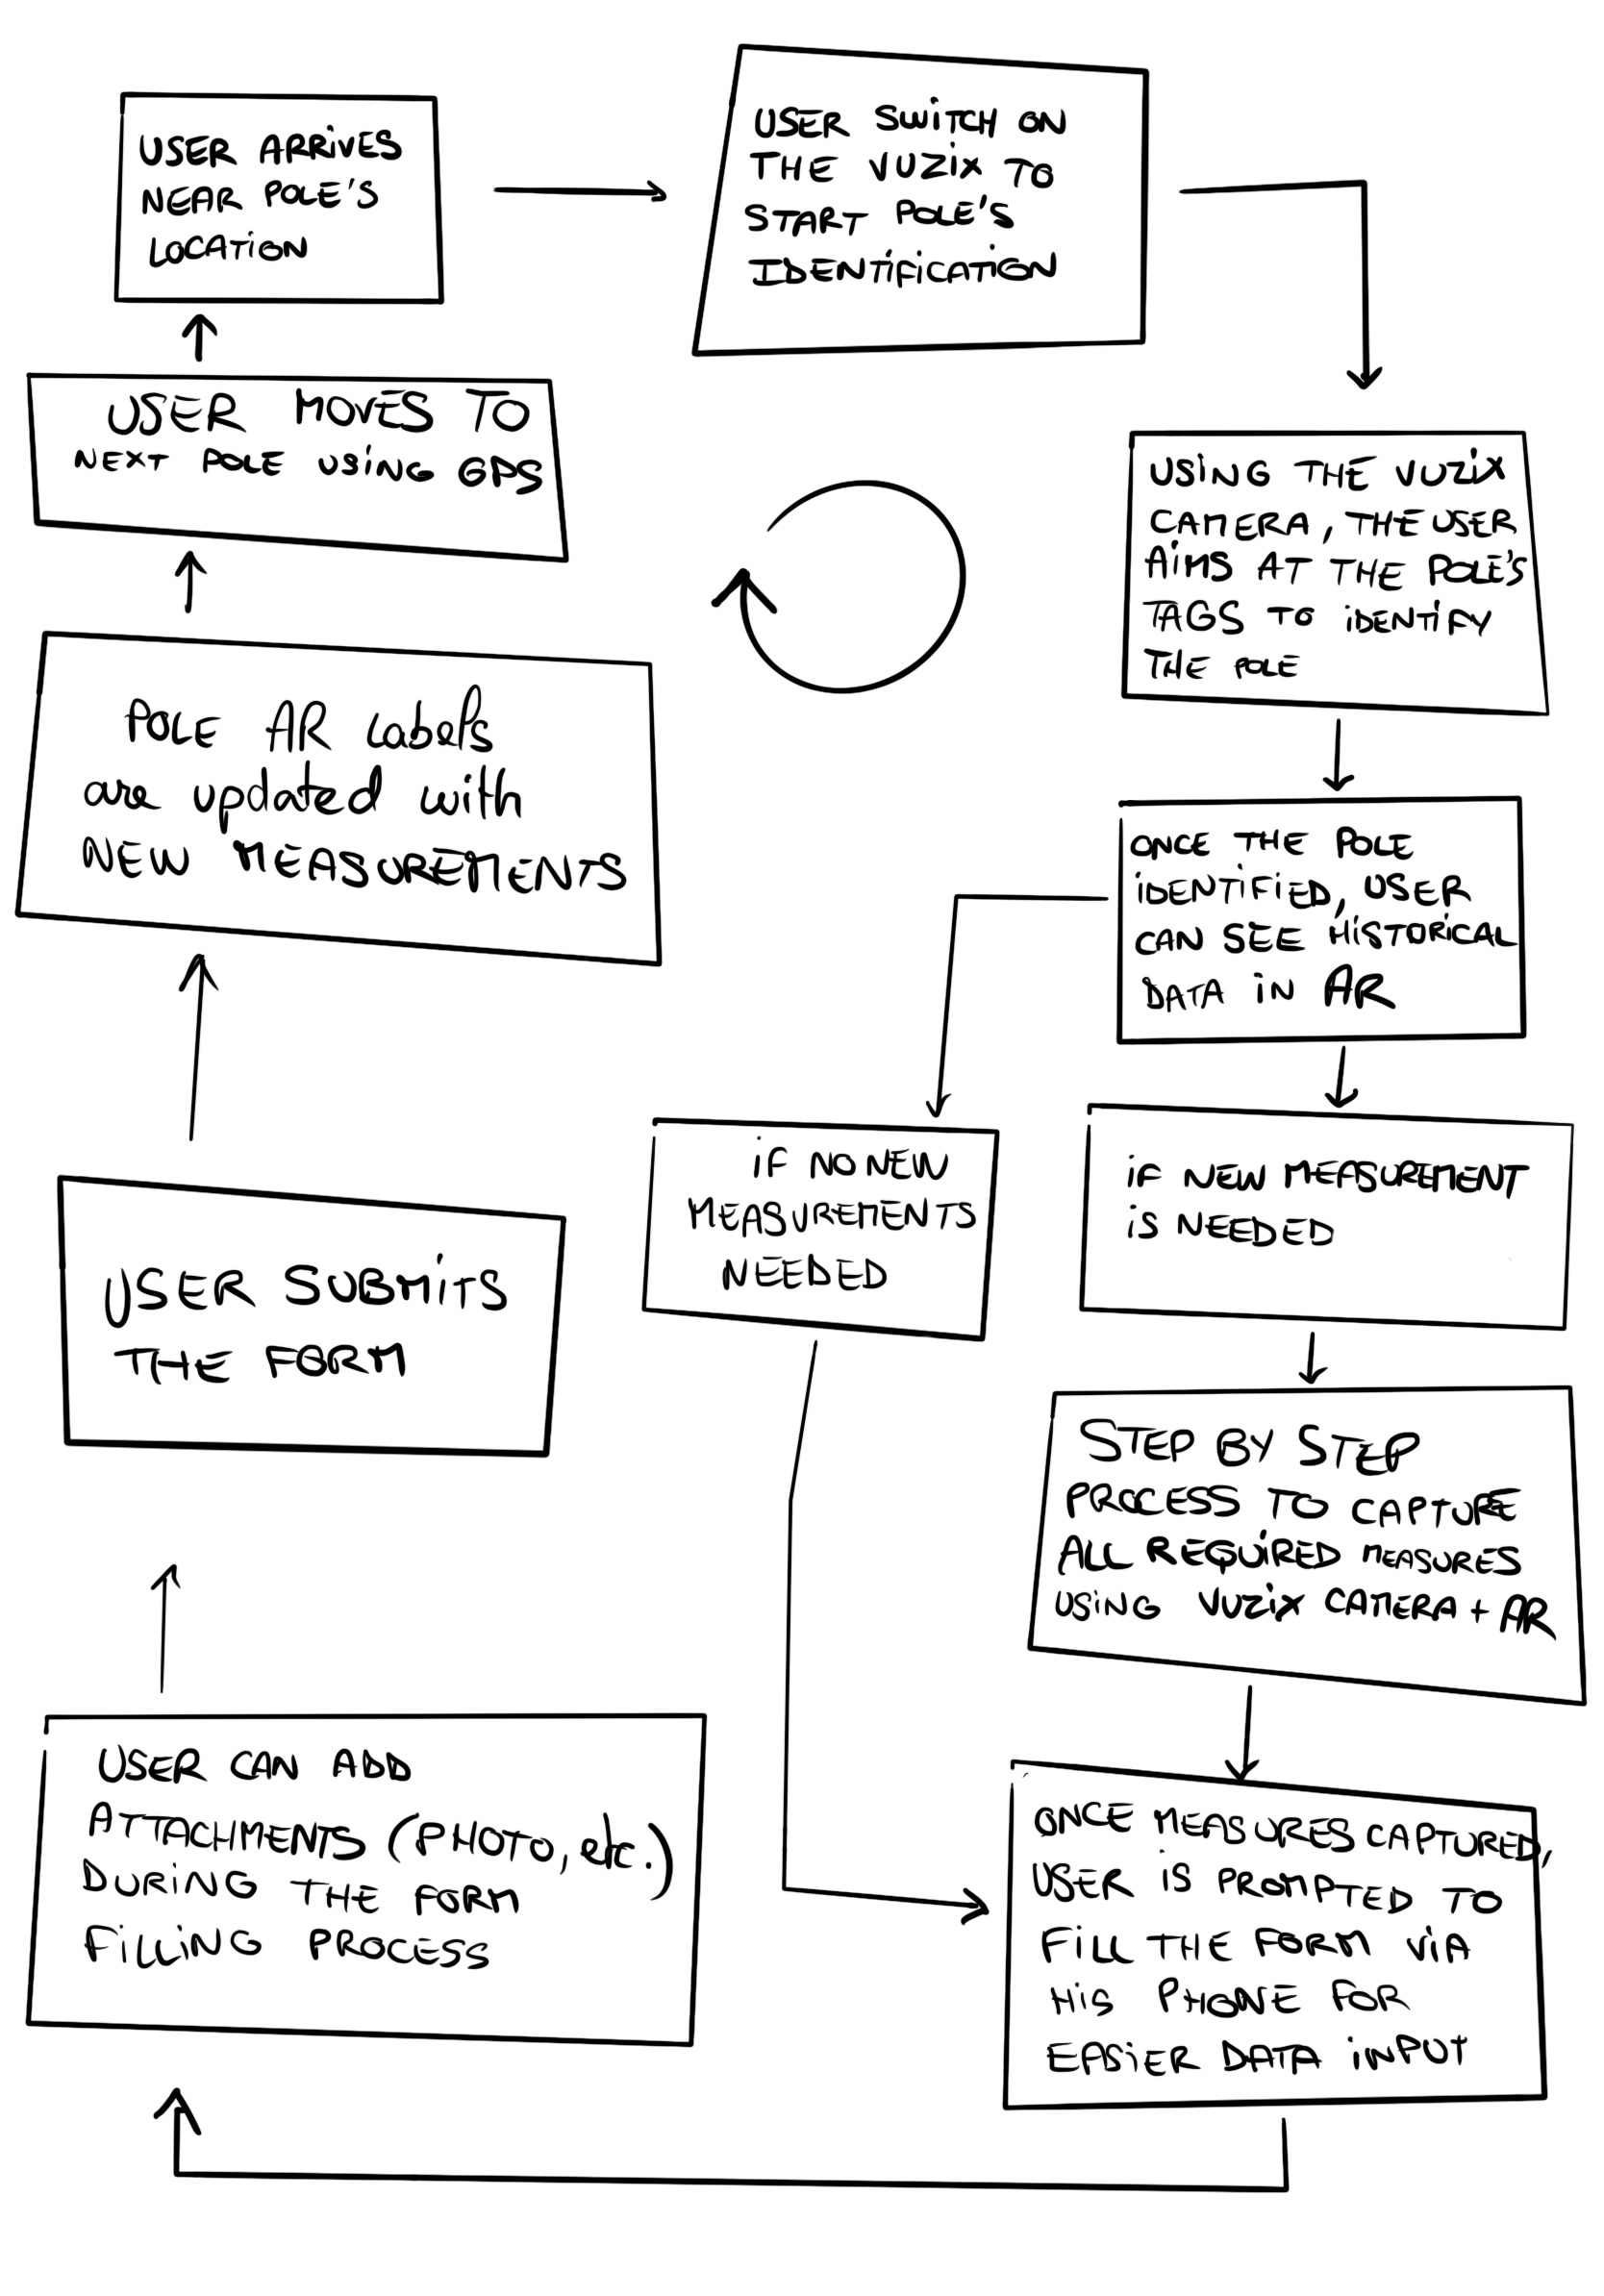 USER ARRIVES
NEAR POLE'S
LOCATION
USER SWITCH ON
THE VUZIX TO
START POLE'S
IDENTIFICATION
USING THE VUZIX
CAMERA, THE USER
AIMS AT THE POLE'S
TAGS TO IDENTIFY
THE POLE
ONCE THE POLE
IDENTIFIED, USER
CAN SEE HISTORICAL
DATA IN AR
IF NO NEW
MEASUREMENTS
NEEDED
IF NEW MEASUREMENT
IS NEEDED
STEP BY STEP
PROCESS TO CAPTURE
ALL REQUIRED MEASURES
USING VUZIX CAMERA + AR
ONCE MEASURES CAPTURED,
USER IS PROMPTED TO
FILL THE FORM VIA
HIS PHONE FOR
EASIER DATA INPUT
USER CAN ADD
ATTACHMENTS (PHOTO, etc.)
DURING THE FORM
FILLING PROCESS
USER SUBMITS
THE FORM
POLE AR Labels
are updated with
NEW MEASUREMENTS
USER MOVES TO
NEXT POLE USING GPS